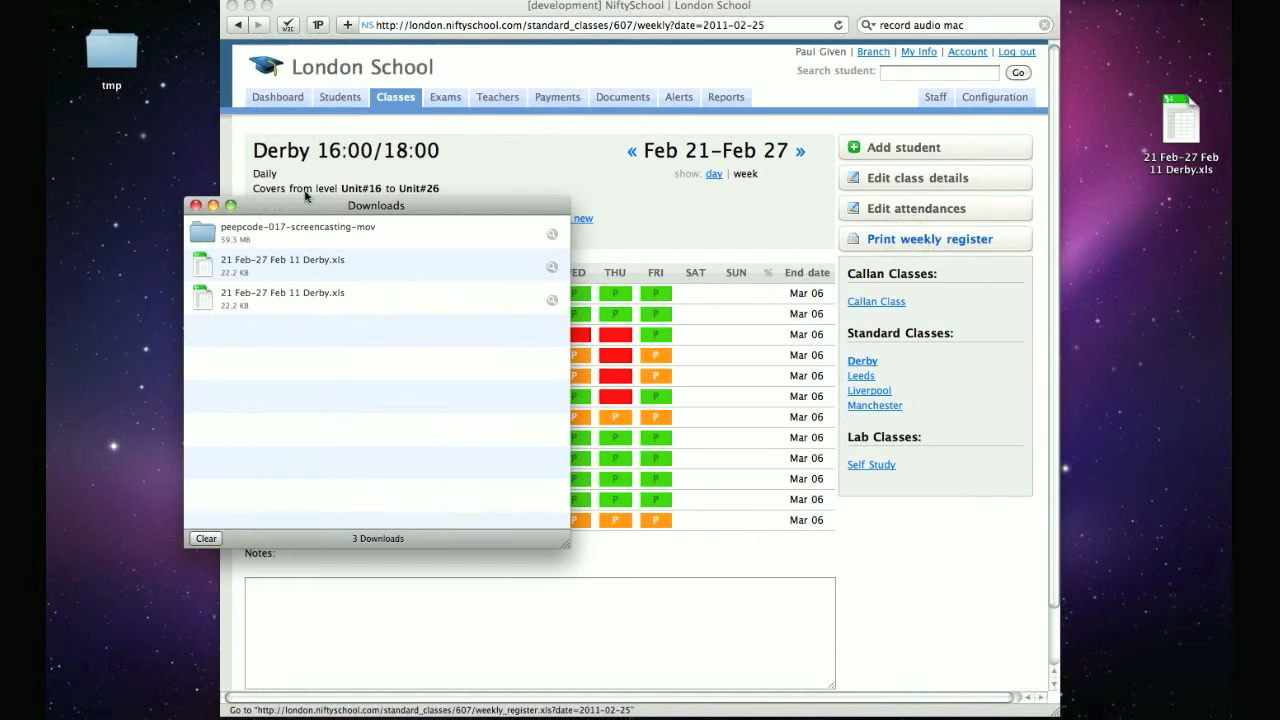 [development] NiftySchool | London School
1P
NS http://london.niftyschool.com/standard_classes/607/weekly?date=2011-02-25
record audio mac
tmp
Paul Given | Branch | My Info | Account | Log out
London School
Search student:
Go
Dashboard Students Classes Exams Teachers Payments Documents Alerts Reports Staff Configuration
Derby 16:00/18:00
« Feb 21-Feb 27 »
Daily
show: day | week
Covers from level Unit#16 to Unit#26
Add student
Edit class details
Edit attendances
Print weekly register
21 Feb-27 Feb
11 Derby.xls
Downloads
peepcode-017-screencasting-mov
59.3 MB
21 Feb-27 Feb 11 Derby.xls
22.2 KB
21 Feb-27 Feb 11 Derby.xls
22.2 KB
Clear
3 Downloads
new
ED THU FRI SAT SUN % End date
P P P Mar 06
P P P Mar 06
P Mar 06
P P Mar 06
P P Mar 06
P P Mar 06
P P P Mar 06
P P P Mar 06
P P P Mar 06
P P P Mar 06
P P P Mar 06
P P P Mar 06
Callan Classes:
Callan Class
Standard Classes:
Derby
Leeds
Liverpool
Manchester
Lab Classes:
Self Study
Notes:
Go to "http://london.niftyschool.com/standard_classes/607/weekly_register.xls?date=2011-02-25"